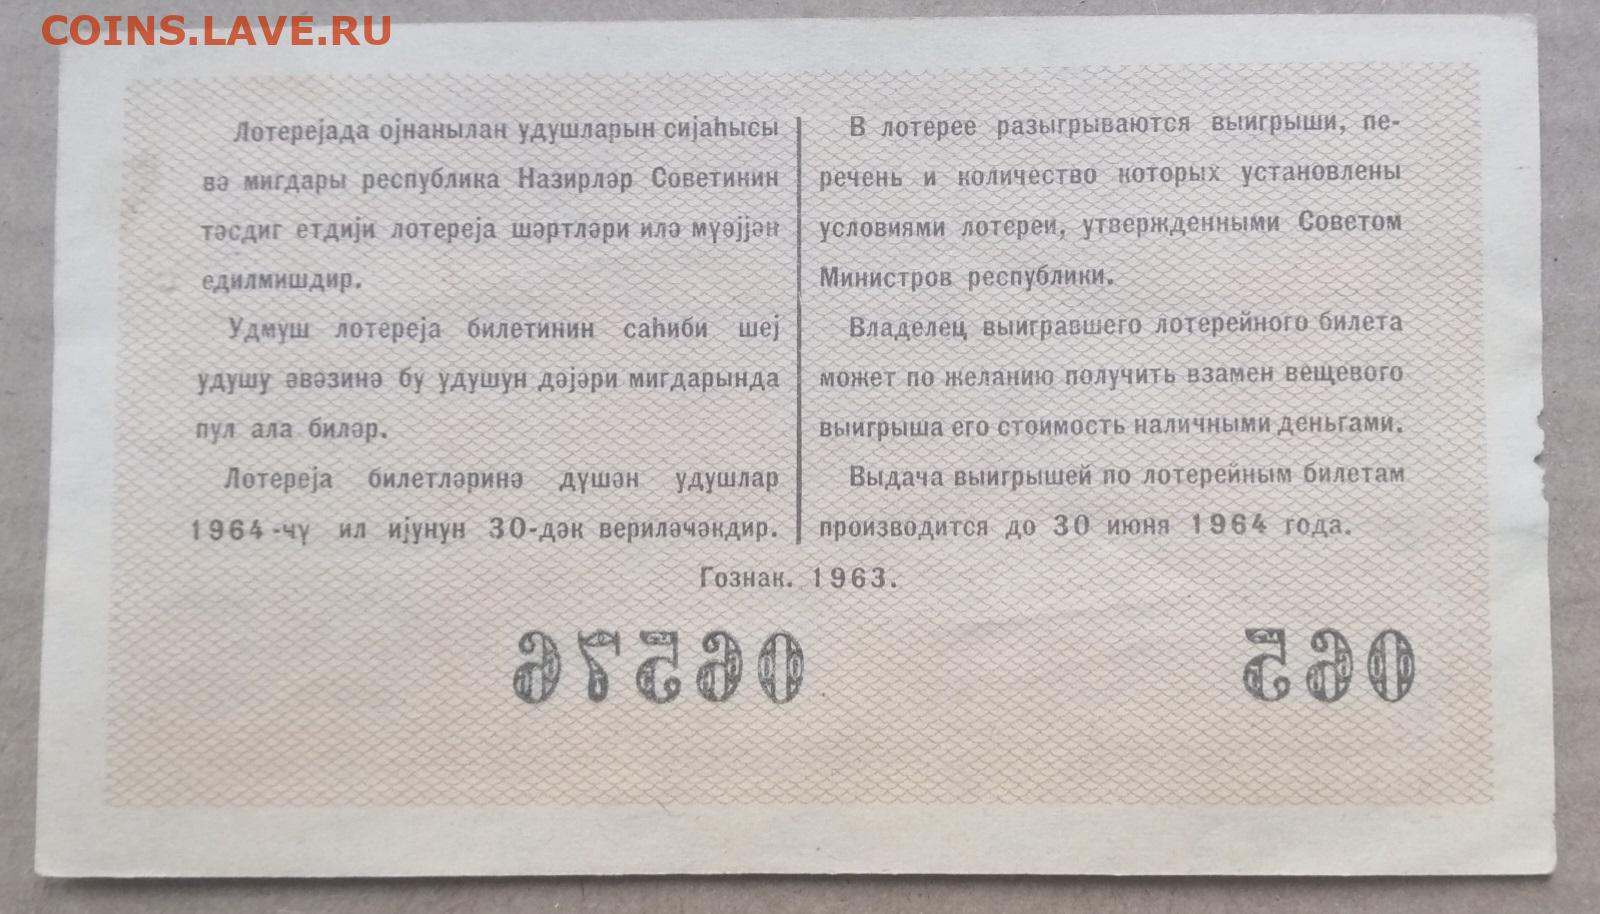 COINS.LAVE.RU
Лотерејада ојнанылан удушларын сијаһысы
вә мигдары республика Назирләр Советинин
тәсдиг етдији лотереја шәртләри илә мүәјјән
едилмишдир.
Удмуш лотереја билетинин саһиби шеј
удушу әвәзинә бу удушун дәјәри мигдарында
пул ала биләр.
Лотереја билетләринә дүшән удушлар
1964-чү ил ијунун 30-дәк вериләҹәкдир.
В лотерее разыгрываются выигрыши, пе-
речень и количество которых установлены
условиями лотереи, утвержденными Советом
Министров республики.
Владелец выигравшего лотерейного билета
может по желанию получить взамен вещевого
выигрыша его стоимость наличными деньгами.
Выдача выигрышей по лотерейным билетам
производится до 30 июня 1964 года.
Гознак. 1963.
06576
065